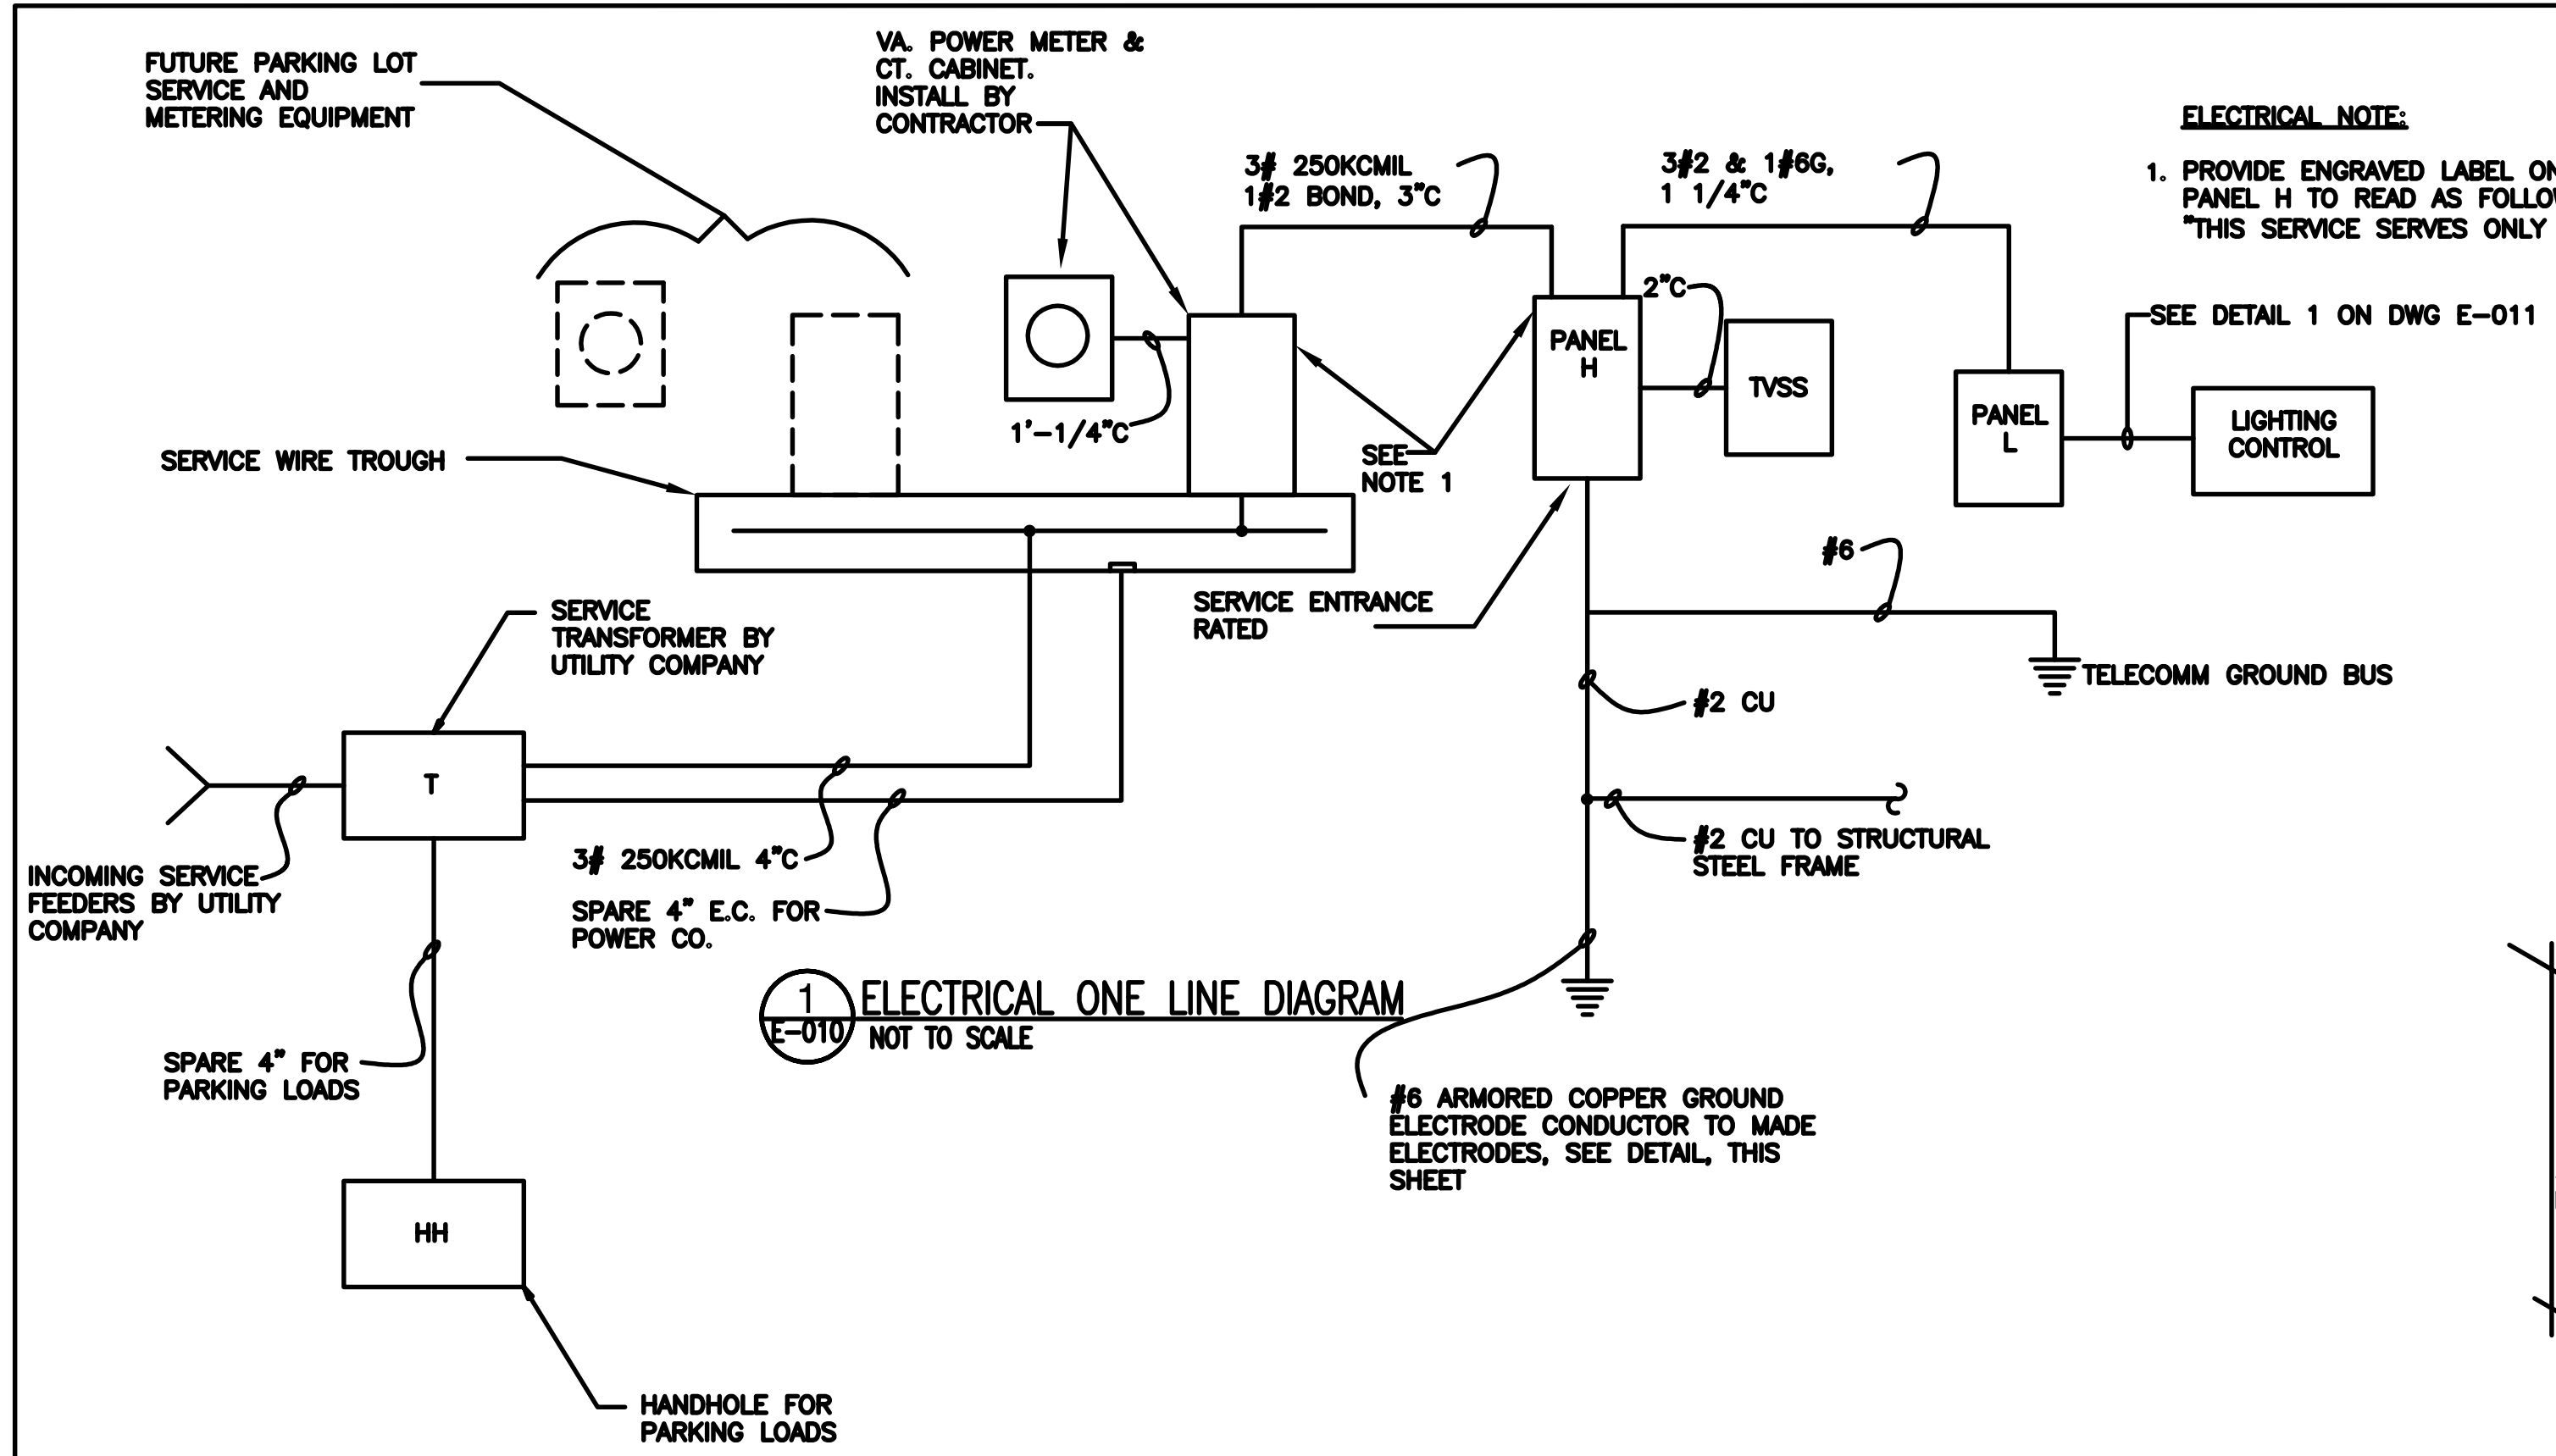 FUTURE PARKING LOT
SERVICE AND
METERING EQUIPMENT
VA. POWER METER &
CT. CABINET.
INSTALL BY
CONTRACTOR
3# 250KCMIL
1#2 BOND, 3"C
3#2 & 1#6G,
1 1/4"C
ELECTRICAL NOTE:
1. PROVIDE ENGRAVED LABEL ON
PANEL H TO READ AS
"THIS SERVICE SERVES ONLY
2"C
SEE DETAIL 1 ON DWG E-011
PANEL
H
TVSS
PANEL
L
LIGHTING
CONTROL
1'-1/4"C
SEE
NOTE 1
SERVICE WIRE TROUGH
#6
SERVICE ENTRANCE
RATED
SERVICE
TRANSFORMER BY
UTILITY COMPANY
TELECOMM GROUND BUS
#2 CU
T
#2 CU TO STRUCTURAL
STEEL FRAME
3# 250KCMIL 4"C
INCOMING SERVICE
FEEDERS BY UTILITY
COMPANY
SPARE 4" E.C. FOR
POWER CO.
1
E-010
ELECTRICAL ONE LINE DIAGRAM
NOT TO SCALE
SPARE 4" FOR
PARKING LOADS
#6 ARMORED COPPER GROUND
ELECTRODE CONDUCTOR TO MADE
ELECTRODES, SEE DETAIL, THIS
SHEET
HH
HANDHOLE FOR
PARKING LOADS